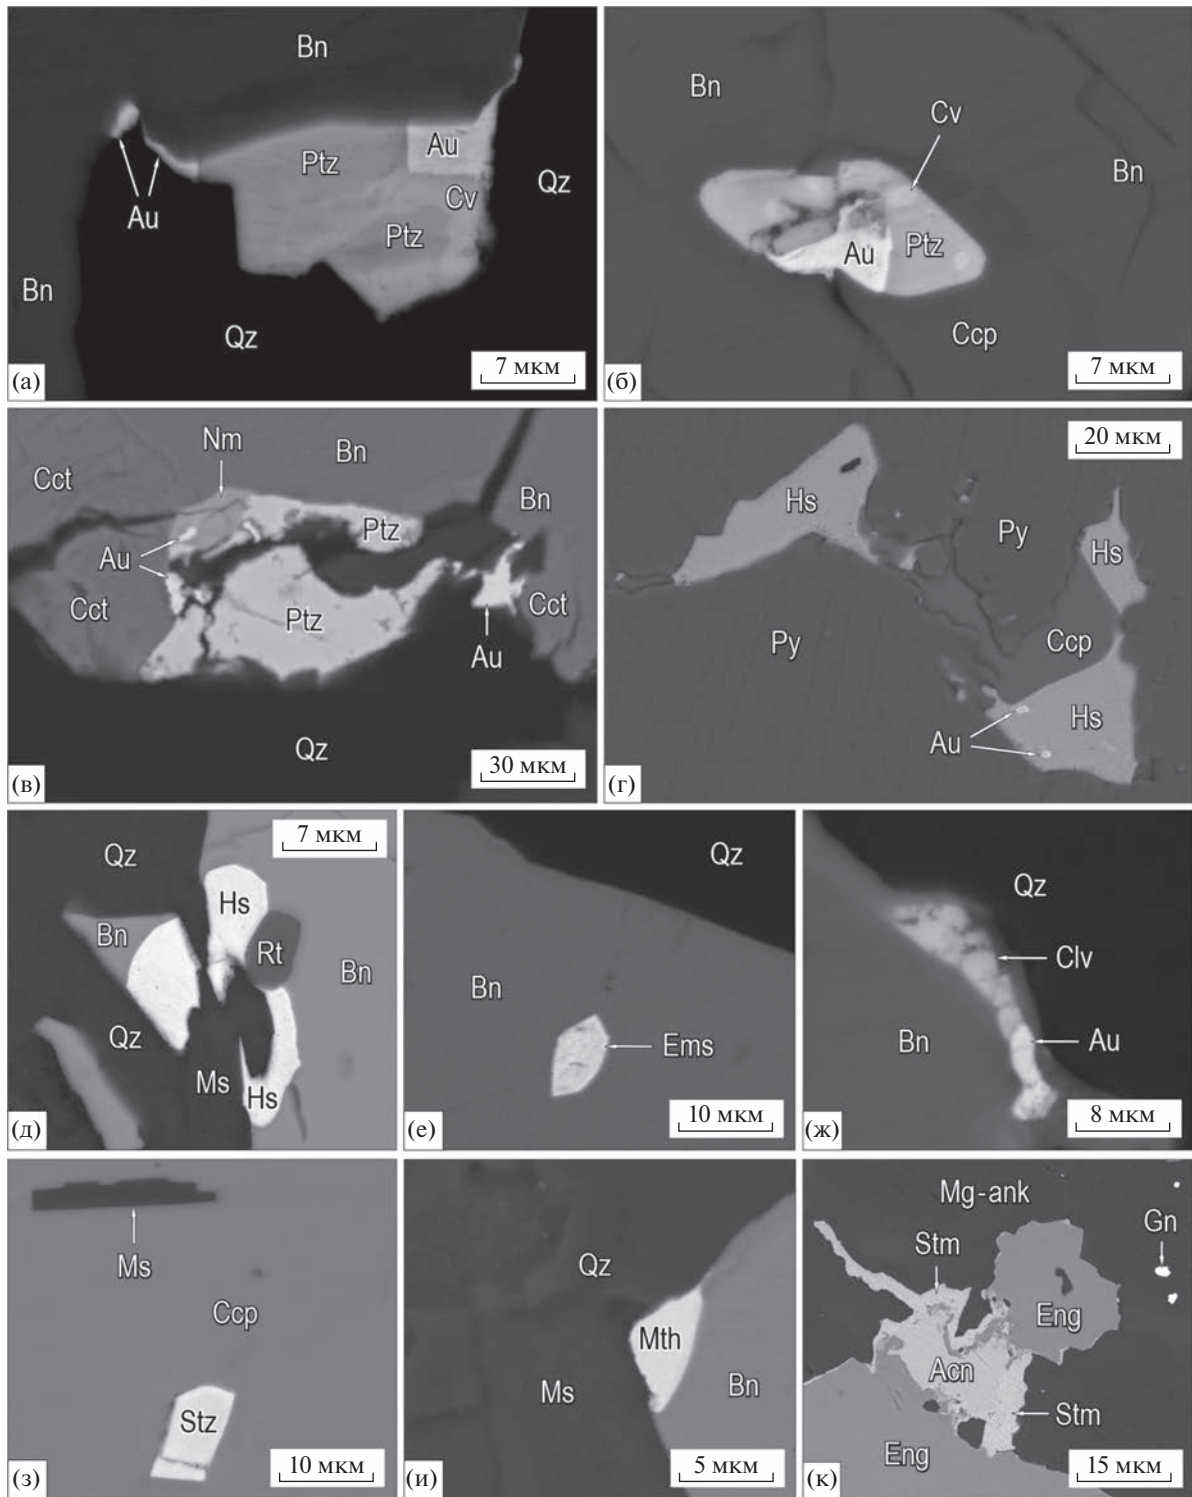 Bn
Au
Ptz
Au
Cv
Qz
Ptz
Bn
Qz
7 мкм
(а)
Bn
Cv
Bn
Au
Ptz
Ccp
7 мкм
(б)
Nm
Bn
Cct
Bn
Ptz
Au
Cct
Ptz
Cct
Au
Qz
30 мкм
(в)
20 мкм
Hs
Py
Hs
Py
Ccp
Hs
Au
(г)
7 мкм
Qz
Hs
Bn
Rt
Bn
Qz
Ms
Hs
(д)
Qz
Bn
Ems
10 мкм
(е)
Qz
Clv
Bn
Au
8 мкм
(ж)
Ms
Ccp
Stz
10 мкм
(з)
Qz
Mth
Ms
Bn
5 мкм
(и)
Mg-ank
Stm
Gn
Eng
Acn
Stm
Eng
15 мкм
(к)